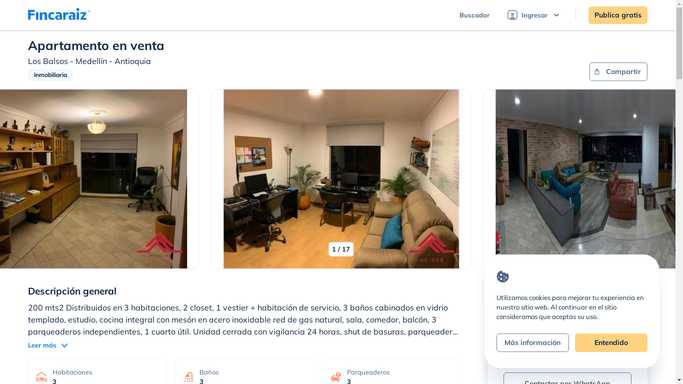 Fincaraiz
Buscador
Ingresar
Publica gratis
Apartamento en venta
Los Balsos - Medellín - Antioquia
Inmobiliaria
Compartir
1 / 17
Descripción general
200 mts2 Distribuidos en 3 habitaciones, 2 closet, 1 vestier + habitación de servicio, 3 baños cabinados en vidrio
templado, estudio, cocina integral con mesón en acero inoxidable red de gas natural, sala, comedor, balcón, 3
parqueaderos independientes, 1 cuarto útil. Unidad cerrada con vigilancia 24 horas, shut de basuras, parqueader...
Leer más
Habitaciones
3
Baños
3
Parqueaderos
3
Utilizamos cookies para mejorar tu experiencia en
nuestro sitio web. Al continuar en el sitio
consideramos que aceptas su uso.
Más información
Entendido
Contactar por WhatsApp